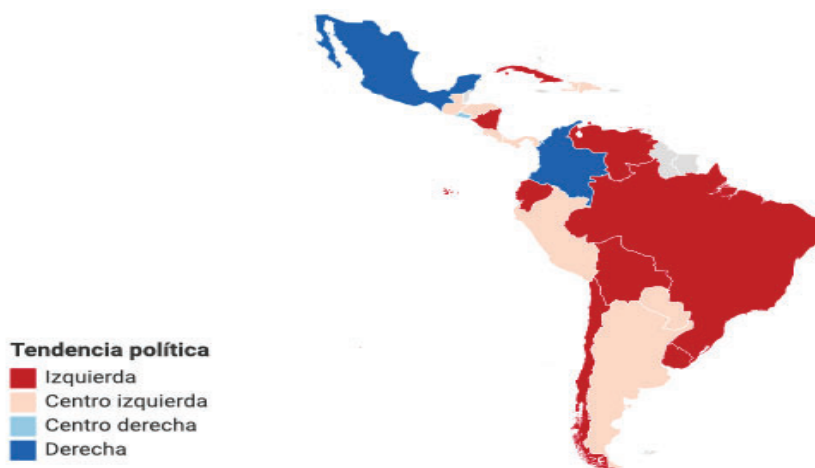 Tendencia política
Izquierda
Centro izquierda
Centro derecha
Derecha